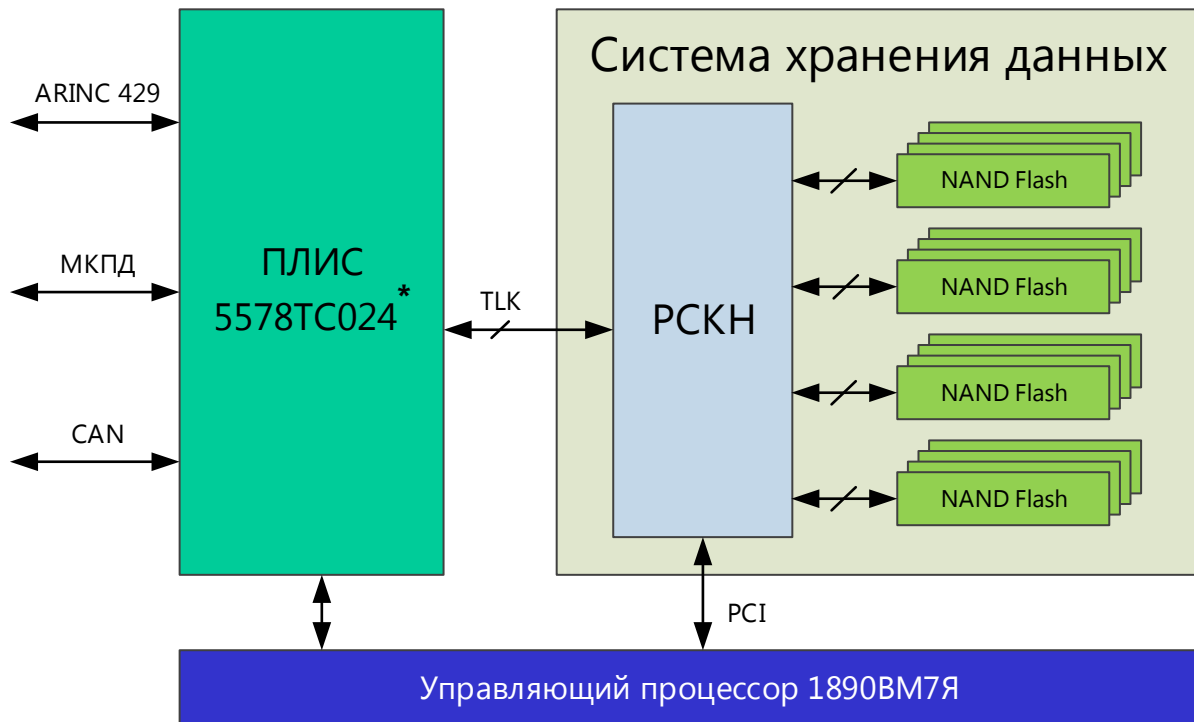 Система хранения данных
ARINC 429
МКПД
CAN
ПЛИС
5578ТС024*
TLK
РСКН
NAND Flash
NAND Flash
NAND Flash
NAND Flash
PCI
Управляющий процессор 1890ВМ7Я